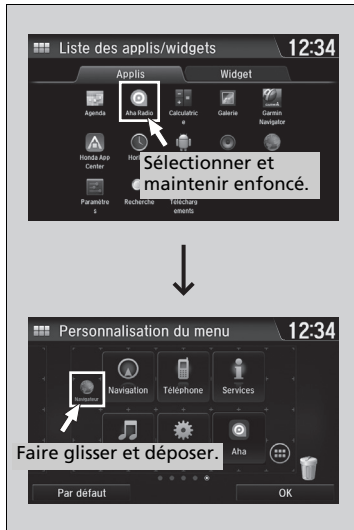 Liste des applis/widgets
12:34
Applis
Widget
Agenda
Aha Radio
Calculatric
e
Galerie
Garmin
Navigator
Honda App
Center
Sélectionner et
maintenir enfoncé.
Paramètre
s
Recherche
Télécharg
ements
Personnalisation du menu
12:34
Navigateur
Navigation
Téléphone
Services
Faire glisser et déposer.
Aha
Par défaut
OK